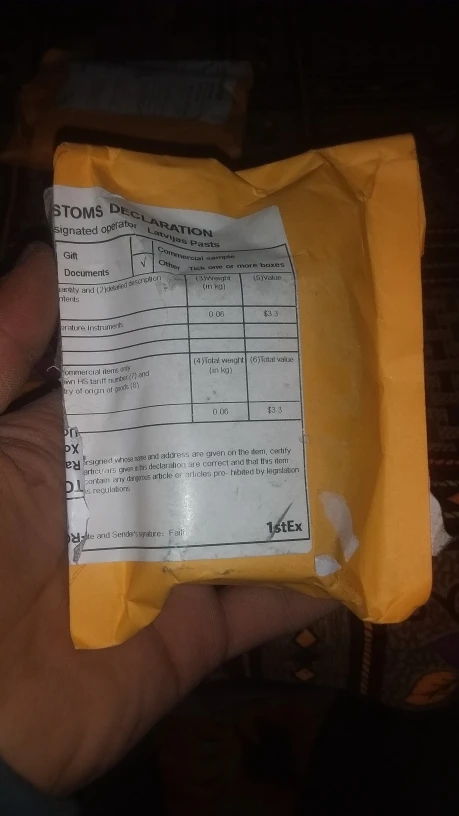 STOMS DECLARATION
signated operator Latvijas Pasts
Gift
Commercial sample
Documents
√
Other Tick one or more boxes
antity and (2)detailed description
ntents
(3)Weight
(in kg)
(5)Value
0.06
$3.3
erature Instruments
ommercial items only
wn HS tariff number (7) and
try of origin of goods (8)
(4)Total weight
(in kg)
(6)Total value
0.06
$3.3
rsigned whose name and address are given on the item, certify
articulars given in this declaration are correct and that this item
contain any dangerous article or articles pro- hibited by legislation
s regulations
te and Sender's signature: Faili
1stEx